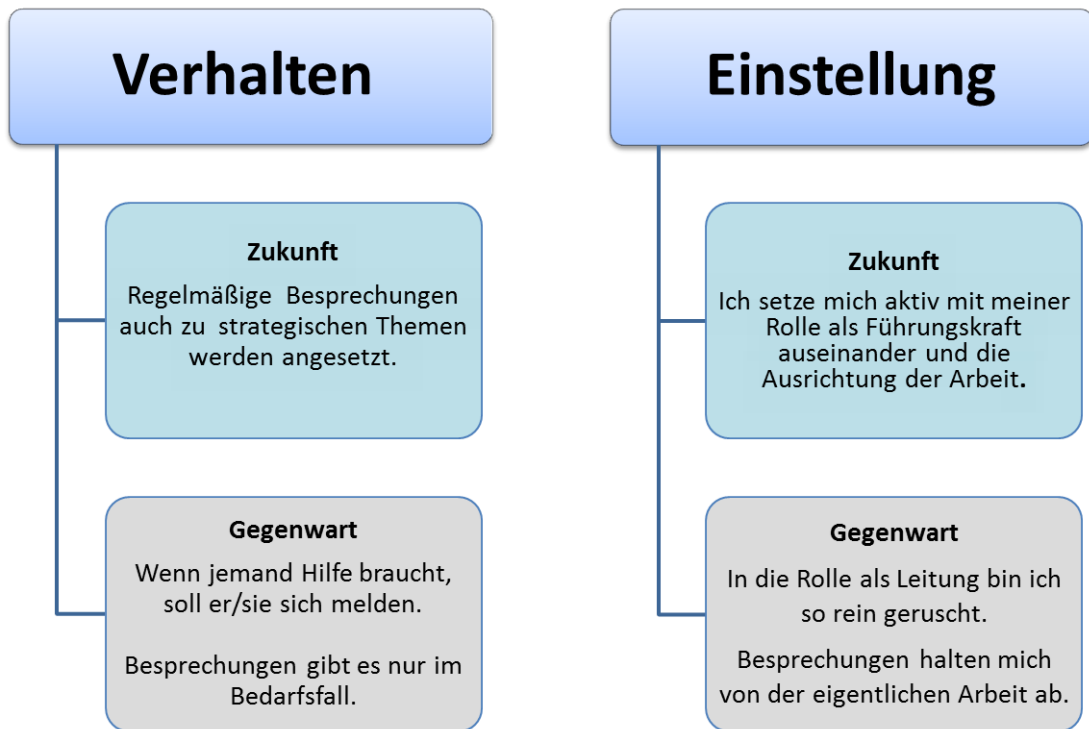 Verhalten
Zukunft
Regelmäßige Besprechungen
auch zu strategischen Themen
werden angesetzt.
Gegenwart
Wenn jemand Hilfe braucht,
soll er/sie sich melden.
Besprechungen gibt es nur im
Bedarfsfall.
Einstellung
Zukunft
Ich setze mich aktiv mit meiner
Rolle als Führungskraft
auseinander und die
Ausrichtung der Arbeit.
Gegenwart
In die Rolle als Leitung bin ich
so rein geruscht.
Besprechungen halten mich
von der eigentlichen Arbeit ab.